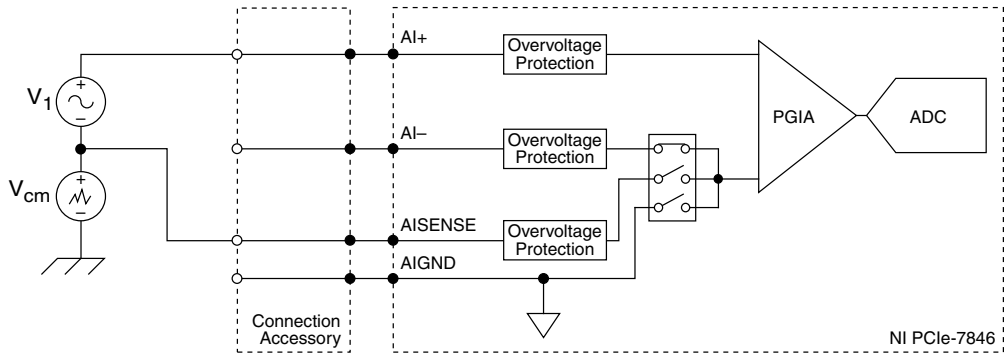 AI+
Overvoltage
Protection
+
V1
−
PGIA
ADC
AI–
Overvoltage
Protection
+
Vcm
−
AISENSE
Overvoltage
Protection
AIGND
Connection
Accessory
NI PCIe-7846